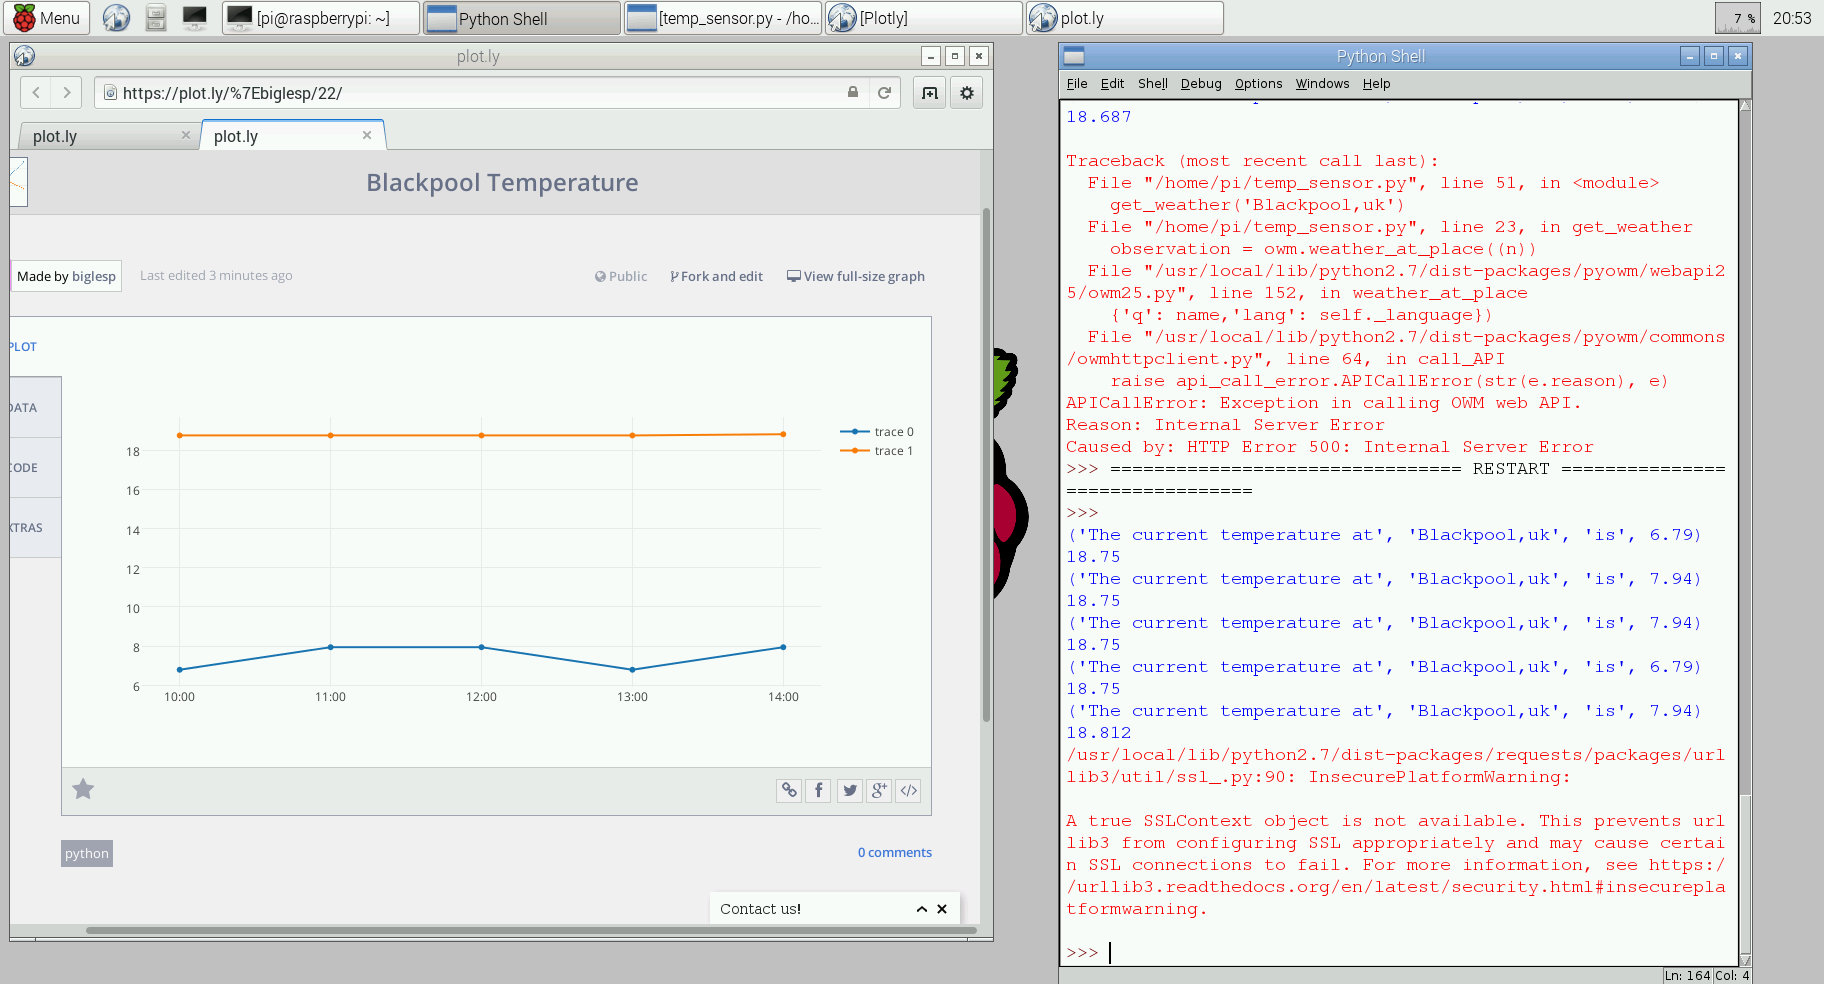 Menu
[pi@raspberrypi: ~]
Python Shell
[temp_sensor.py - /ho...
[Plotly]
plot.ly
7 %
20:53
plot.ly
https://plot.ly/%7Ebiglesp/22/
plot.ly
plot.ly
Blackpool Temperature
Made by biglesp
Last edited 3 minutes ago
Public
Fork and edit
View full-size graph
PLOT
DATA
CODE
XTRAS
18
16
14
12
10
8
6
10:00
11:00
12:00
13:00
14:00
trace 0
trace 1
python
0 comments
Contact us!
Python Shell
File Edit Shell Debug Options Windows Help
18.687
Traceback (most recent call last):
  File "/home/pi/temp_sensor.py", line 51, in <module>
    get_weather('Blackpool,uk')
  File "/home/pi/temp_sensor.py", line 23, in get_weather
    observation = owm.weather_at_place((n))
  File "/usr/local/lib/python2.7/dist-packages/pyowm/webapi2
5/owm25.py", line 152, in weather_at_place
    {'q': name,'lang': self._language})
  File "/usr/local/lib/python2.7/dist-packages/pyowm/commons
/owmhttpclient.py", line 64, in call_API
    raise api_call_error.APICallError(str(e.reason), e)
APICallError: Exception in calling OWM web API.
Reason: Internal Server Error
Caused by: HTTP Error 500: Internal Server Error
>>> ================================ RESTART ===============
=================
>>>
('The current temperature at', 'Blackpool,uk', 'is', 6.79)
18.75
('The current temperature at', 'Blackpool,uk', 'is', 7.94)
18.75
('The current temperature at', 'Blackpool,uk', 'is', 7.94)
18.75
('The current temperature at', 'Blackpool,uk', 'is', 6.79)
18.75
('The current temperature at', 'Blackpool,uk', 'is', 7.94)
18.812
/usr/local/lib/python2.7/dist-packages/requests/packages/url
lib3/util/ssl_.py:90: InsecurePlatformWarning:
A true SSLContext object is not available. This prevents url
lib3 from configuring SSL appropriately and may cause certai
n SSL connections to fail. For more information, see https:/
/urllib3.readthedocs.org/en/latest/security.html#insecurepla
tformwarning.
>>>
Ln: 164 Col: 4